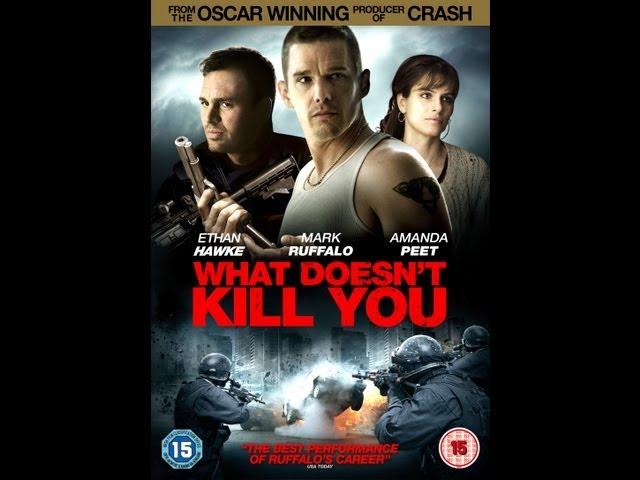 FROM THE OSCAR WINNING PRODUCER OF CRASH
ETHAN HAWKE
MARK RUFFALO
AMANDA PEET
WHAT DOESN'T
KILL YOU
"THE BEST PERFORMANCE
OF RUFFALO'S CAREER"
USA TODAY
15
15